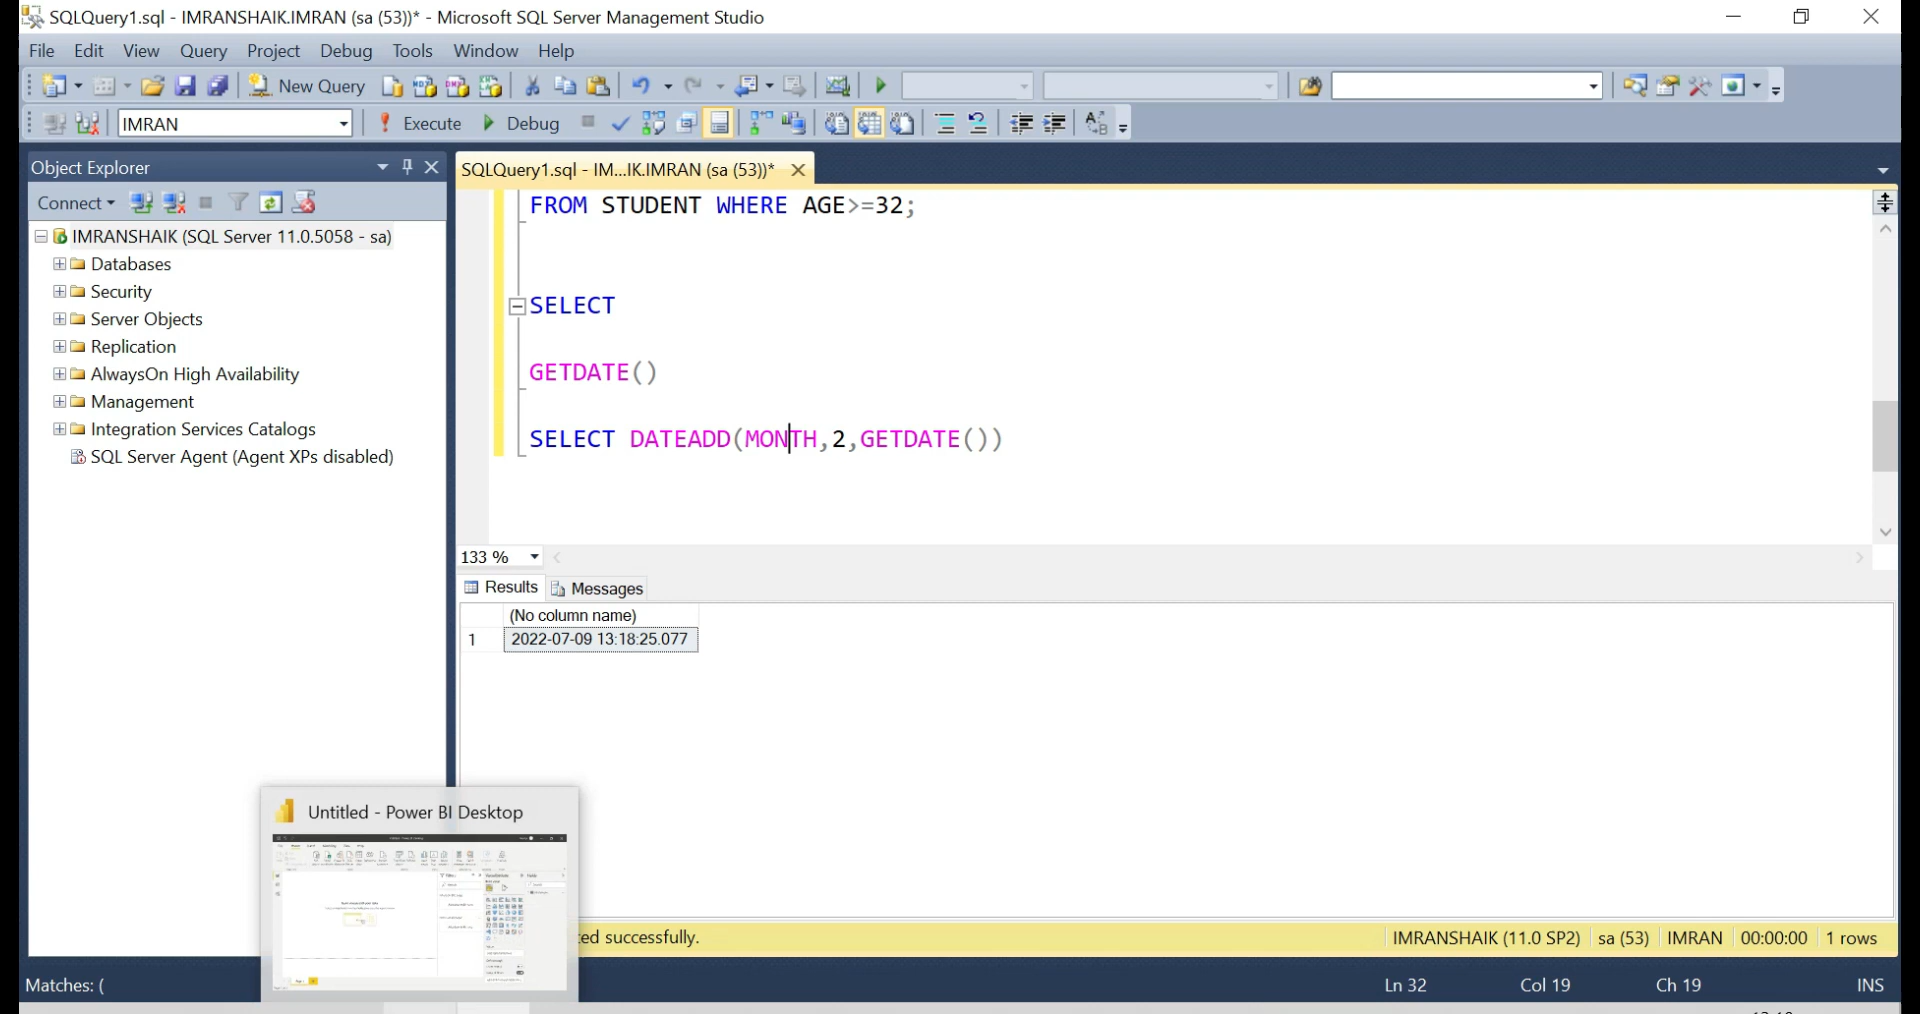 SQLQuery1.sql - IMRANSHAIK.IMRAN (sa (53))* - Microsoft SQL Server Management Studio
File Edit View Query Project Debug Tools Window Help
New Query
IMRAN Execute Debug
Object Explorer
SQLQuery1.sql - IM...IK.IMRAN (sa (53))*
Connect
IMRANSHAIK (SQL Server 11.0.5058 - sa)
Databases
Security
Server Objects
Replication
AlwaysOn High Availability
Management
Integration Services Catalogs
SQL Server Agent (Agent XPs disabled)
FROM STUDENT WHERE AGE>=32;
SELECT
GETDATE()
SELECT DATEADD(MONTH,2,GETDATE())
133 %
Results Messages
(No column name)
1 2022-07-09 13:18:25.077
Untitled - Power BI Desktop
ed successfully. IMRANSHAIK (11.0 SP2) sa (53) IMRAN 00:00:00 1 rows
Matches: ( Ln 32 Col 19 Ch 19 INS